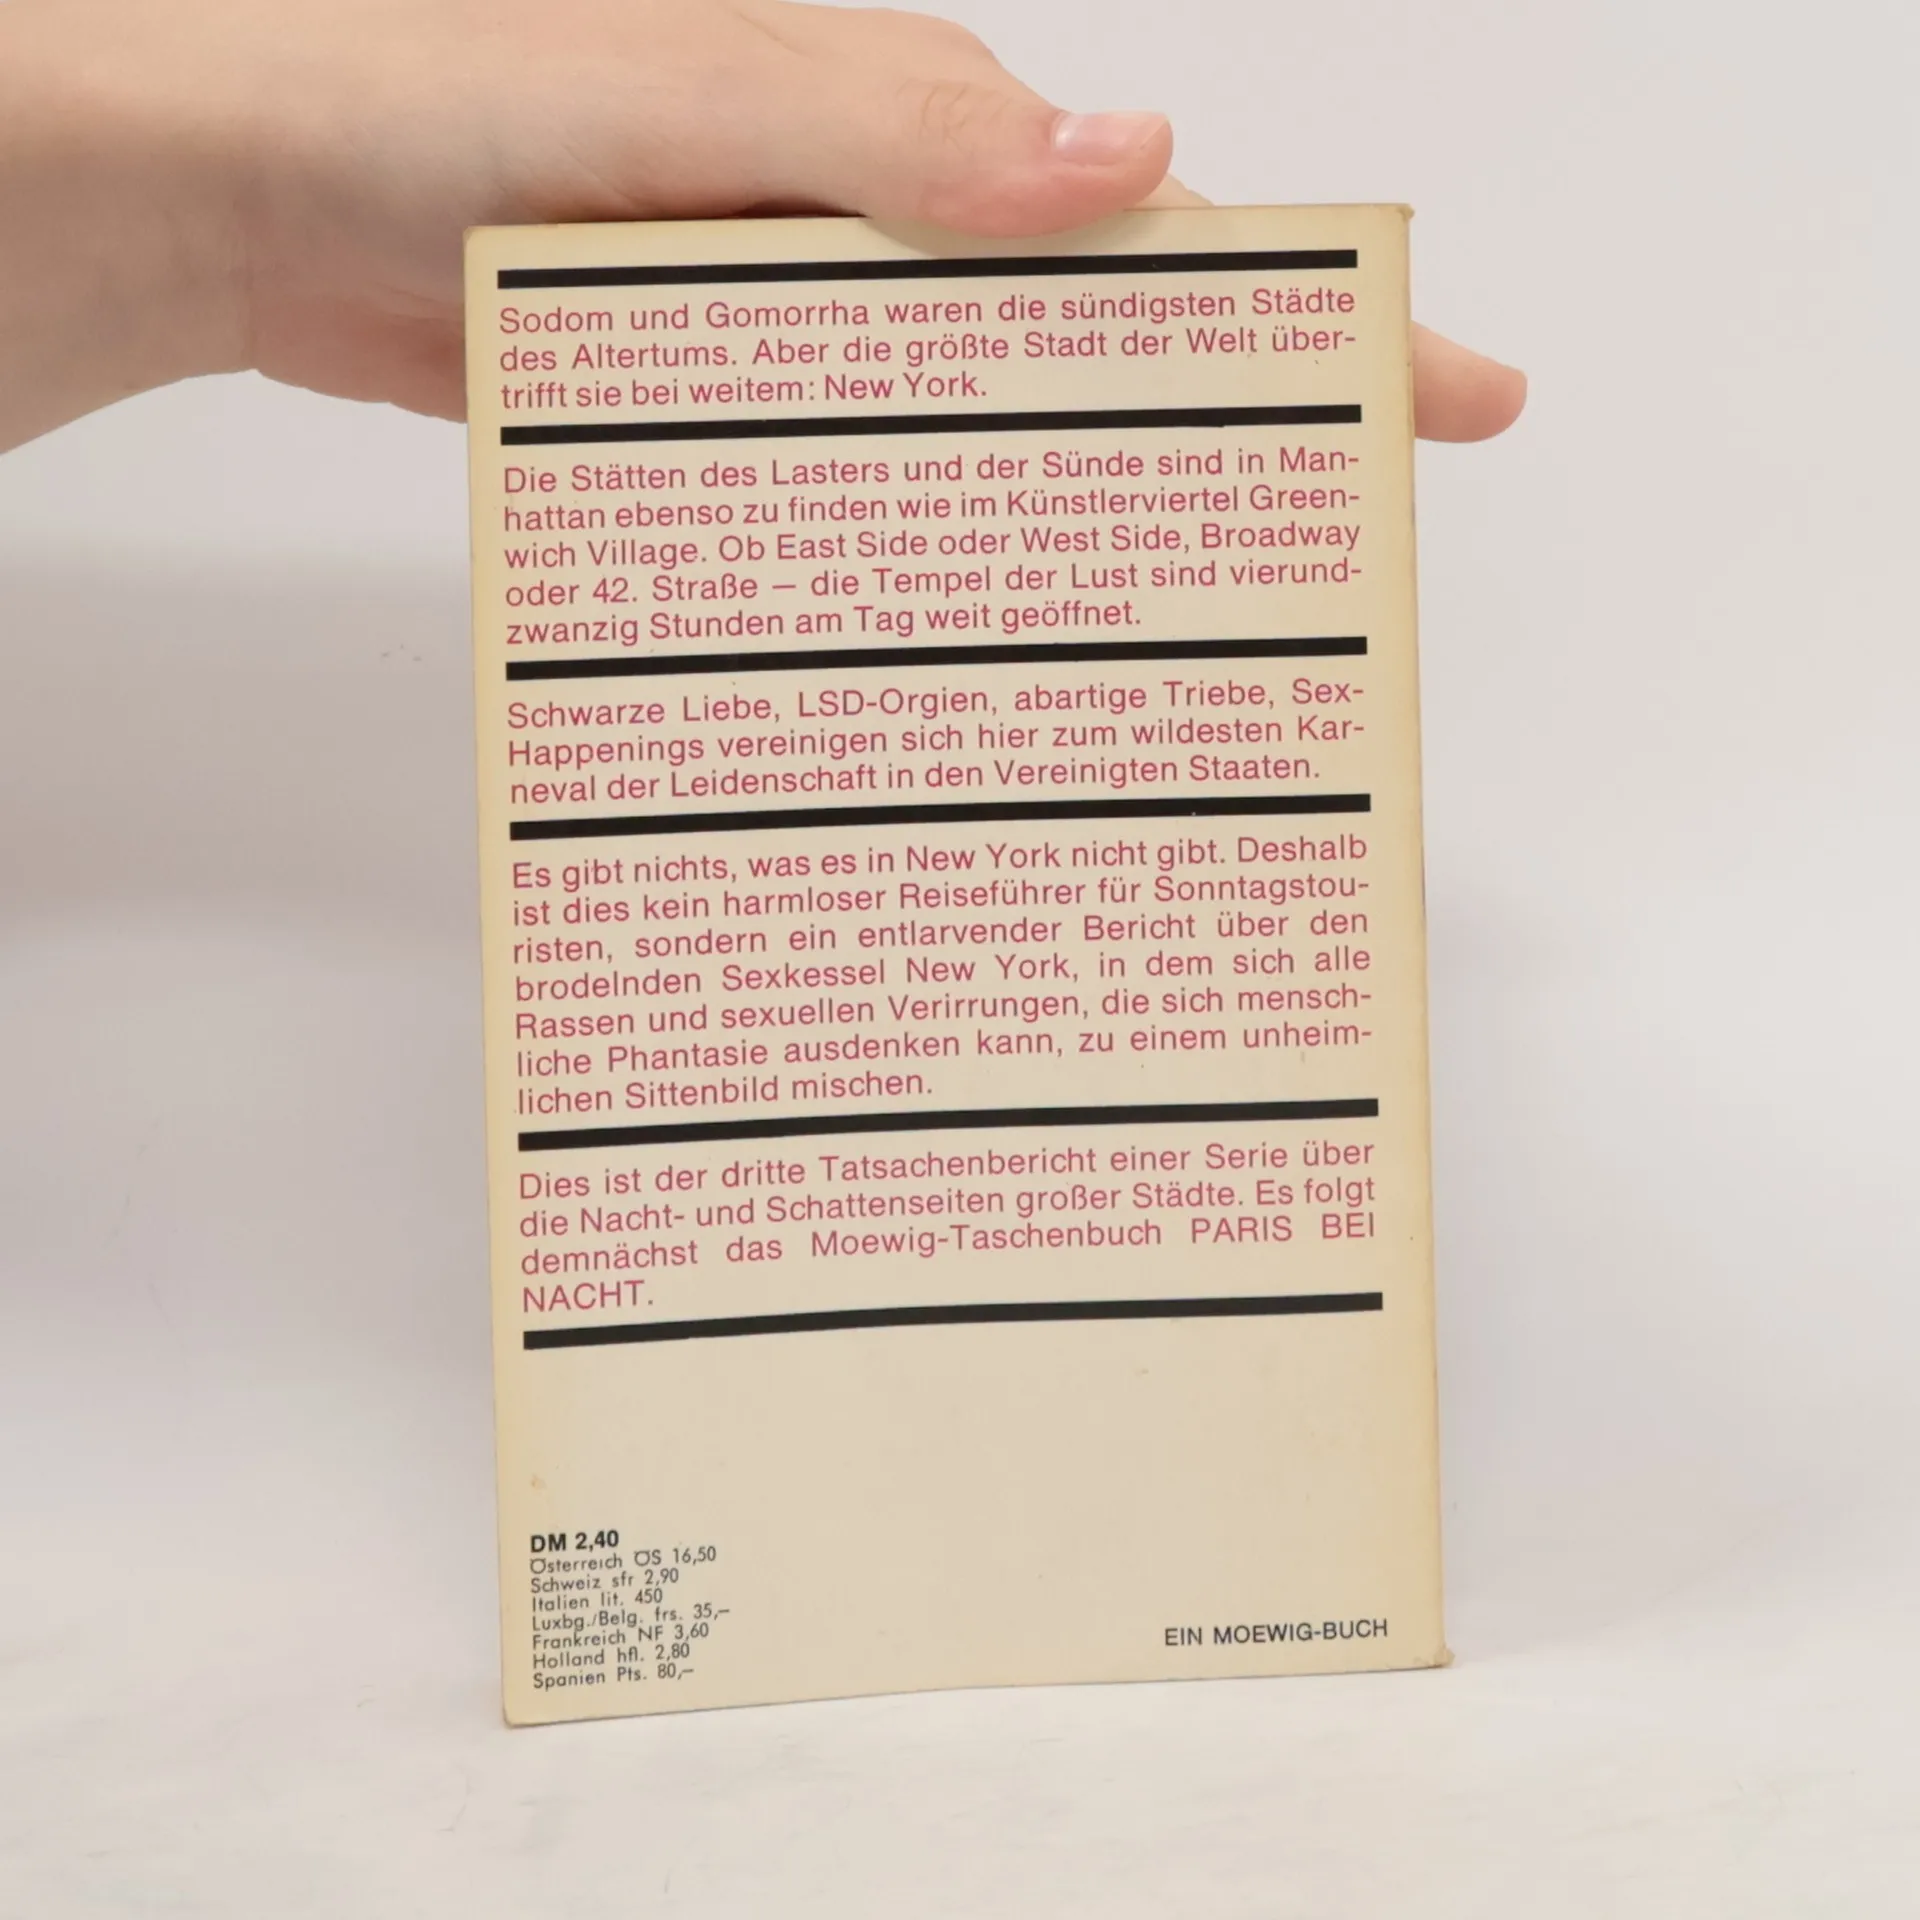 Sodom und Gomorrha waren die sündigsten Städte
des Altertums. Aber die größte Stadt der Welt über-
trifft sie bei weitem: New York.
Die Stätten des Lasters und der Sünde sind in Man-
hattan ebenso zu finden wie im Künstlerviertel Green-
wich Village. Ob East Side oder West Side, Broadway
oder 42. Straße — die Tempel der Lust sind vierund-
zwanzig Stunden am Tag weit geöffnet.
Schwarze Liebe, LSD-Orgien, abartige Triebe, Sex-
Happenings vereinigen sich hier zum wildesten Kar-
neval der Leidenschaft in den Vereinigten Staaten.
Es gibt nichts, was es in New York nicht gibt. Deshalb
ist dies kein harmloser Reiseführer für Sonntagstou-
risten, sondern ein entlarvender Bericht über den
brodelnden Sexkessel New York, in dem sich alle
Rassen und sexuellen Verirrungen, die sich mensch-
liche Phantasie ausdenken kann, zu einem unheim-
lichen Sittenbild mischen.
Dies ist der dritte Tatsachenbericht einer Serie über
die Nacht- und Schattenseiten großer Städte. Es folgt
demnächst das Moewig-Taschenbuch PARIS BEI
NACHT.
DM 2,40
Österreich ÖS 16,50
Schweiz sfr 2,90
Italien lit. 450
Luxbg./Belg. frs. 35,–
Frankreich NF 3,60
Holland hfl. 2,80
Spanien Pts. 80,–
EIN MOEWIG-BUCH